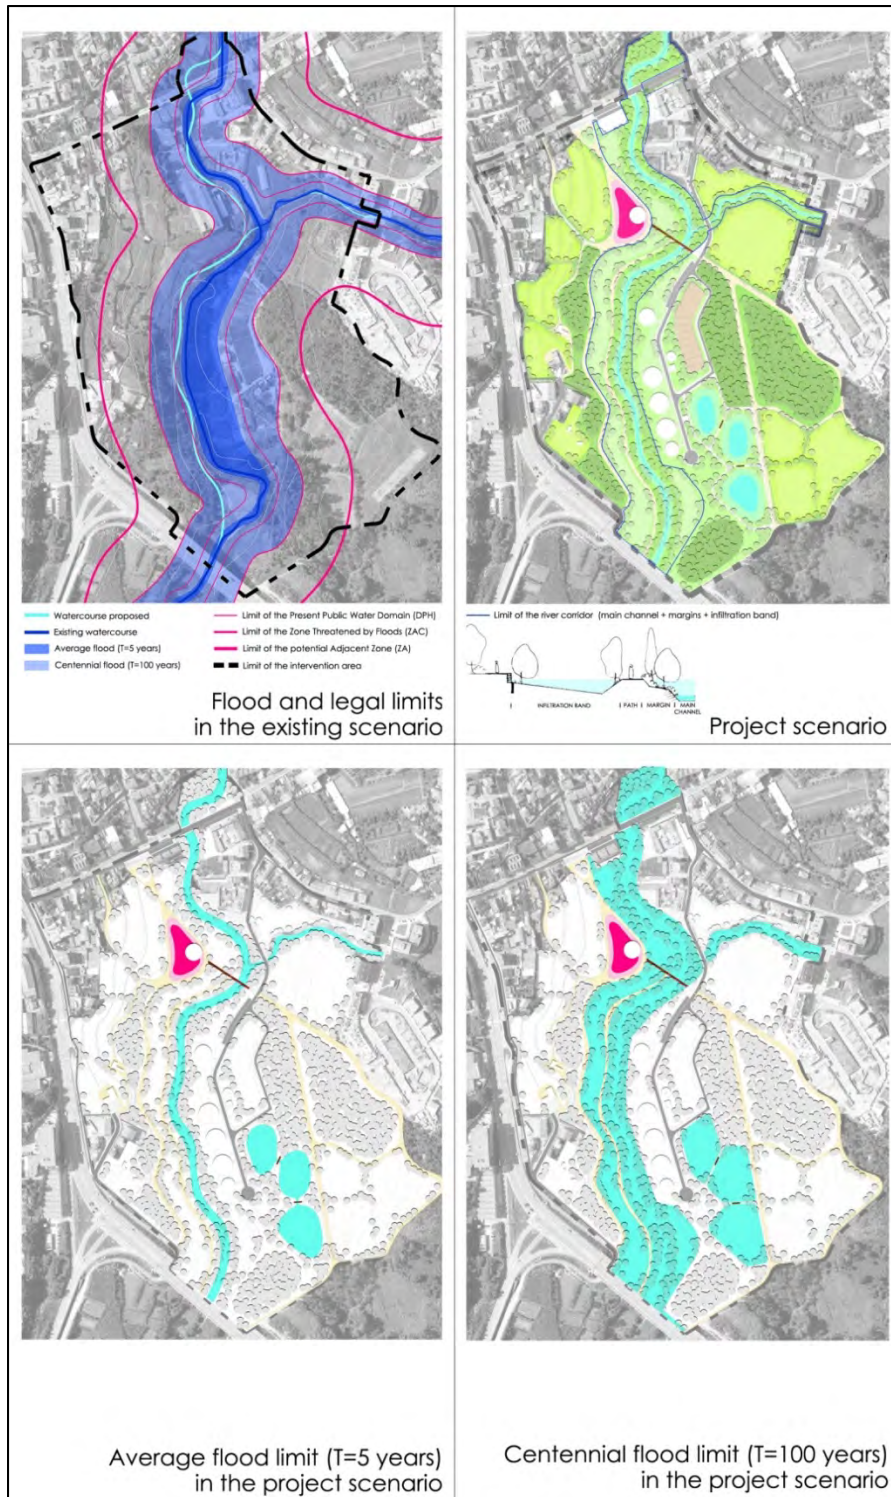 Watercourse proposed
Existing watercourse
Average flood (T=5 years)
Centennial flood (T=100 years)
Limit of the Present Public Water Domain (DPH)
Limit of the Zone Threatened by Floods (ZAC)
Limit of the potential Adjacent Zone (ZA)
Limit of the intervention area
Flood and legal limits
in the existing scenario
Limit of the river corridor (main channel + margins + infiltration band)
INFILTRATION BAND
PATH
MARGIN
MAIN
CHANNEL
Project scenario
Average flood limit (T=5 years)
in the project scenario
Centennial flood limit (T=100 years)
in the project scenario